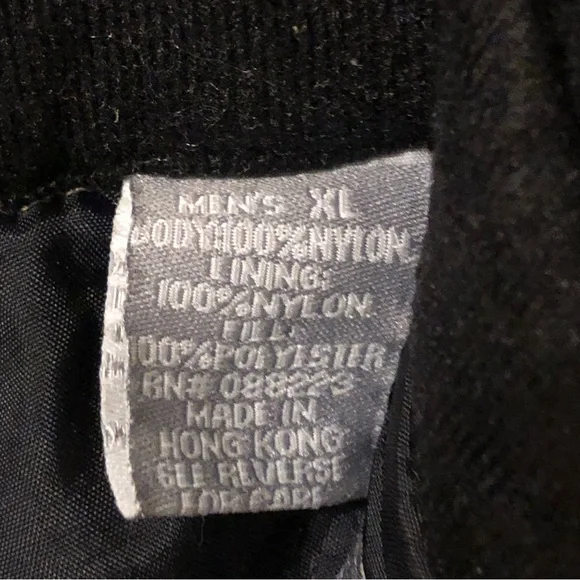 MEN'S XL
BODY:100%NYLON
LINING:
100%NYLON
FILL:
100%POLYESTER
RN# 088223
MADE IN
HONG KONG
SEE REVERSE
FOR CARE